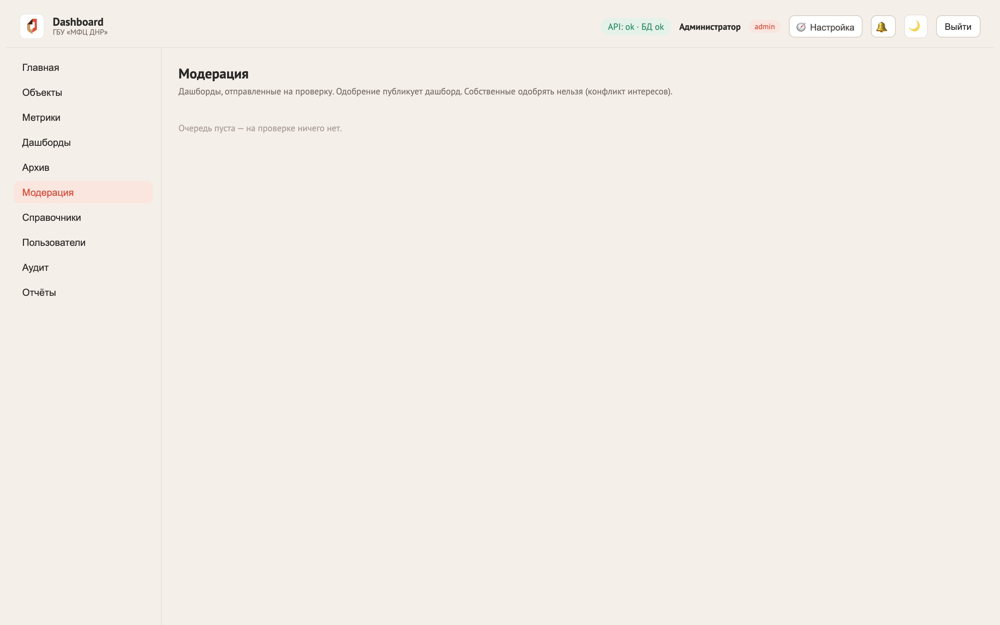 Dashboard
ГБУ «МФЦ ДНР»
API: ok · БД ok
Администратор
admin
Настройка
Выйти
Главная
Объекты
Метрики
Дашборды
Архив
Модерация
Справочники
Пользователи
Аудит
Отчёты
Модерация
Дашборды, отправленные на проверку. Одобрение публикует дашборд. Собственные одобрять нельзя (конфликт интересов).
Очередь пуста — на проверке ничего нет.